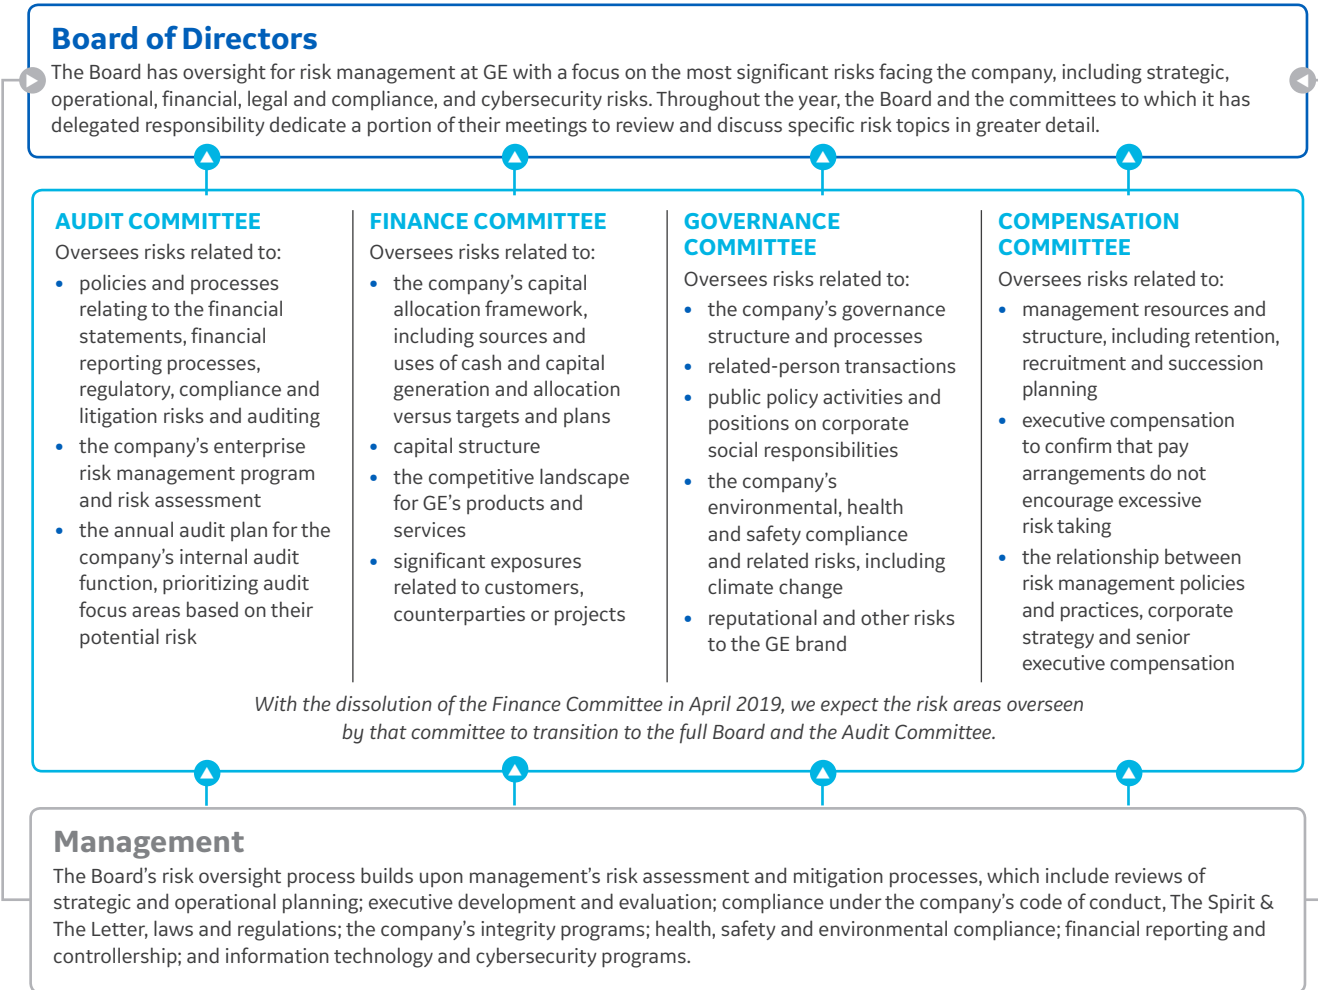 Board of Directors
The Board has oversight for risk management at GE with a focus on the most significant risks facing the company, including strategic,
operational, financial, legal and compliance, and cybersecurity risks. Throughout the year, the Board and the committees to which it has
delegated responsibility dedicate a portion of their meetings to review and discuss specific risk topics in greater detail.
AUDIT COMMITTEE
Oversees risks related to:
• policies and processes
relating to the financial
statements, financial
reporting processes,
regulatory, compliance and
litigation risks and auditing
• the company’s enterprise
risk management program
and risk assessment
• the annual audit plan for the
company’s internal audit
function, prioritizing audit
focus areas based on their
potential risk
FINANCE COMMITTEE
Oversees risks related to:
• the company’s capital
allocation framework,
including sources and
uses of cash and capital
generation and allocation
versus targets and plans
• capital structure
• the competitive landscape
for GE’s products and
services
• significant exposures
related to customers,
counterparties or projects
GOVERNANCE
COMMITTEE
Oversees risks related to:
• the company’s governance
structure and processes
• related-person transactions
• public policy activities and
positions on corporate
social responsibilities
• the company’s
environmental, health
and safety compliance
and related risks, including
climate change
• reputational and other risks
to the GE brand
COMPENSATION
COMMITTEE
Oversees risks related to:
• management resources and
structure, including retention,
recruitment and succession
planning
• executive compensation
to confirm that pay
arrangements do not
encourage excessive
risk taking
• the relationship between
risk management policies
and practices, corporate
strategy and senior
executive compensation
With the dissolution of the Finance Committee in April 2019, we expect the risk areas overseen
by that committee to transition to the full Board and the Audit Committee.
Management
The Board’s risk oversight process builds upon management’s risk assessment and mitigation processes, which include reviews of
strategic and operational planning; executive development and evaluation; compliance under the company’s code of conduct, The Spirit &
The Letter, laws and regulations; the company’s integrity programs; health, safety and environmental compliance; financial reporting and
controllership; and information technology and cybersecurity programs.